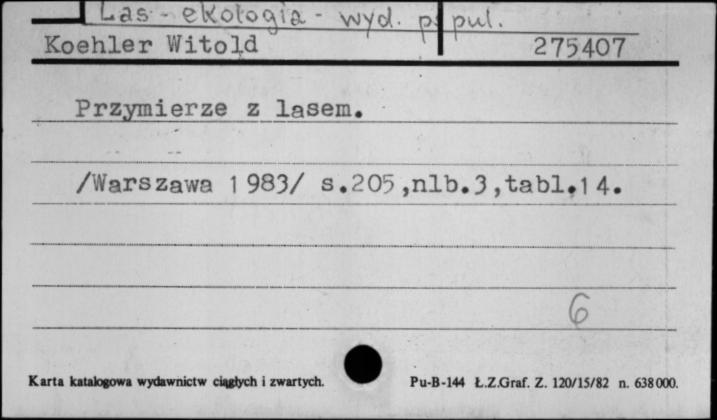 Las - ekologia - wyd. popul.
Koehler Witold 275407
Przymierze z lasem.
/Warszawa 1983/ s.205,nlb.3,tabl.14.
6
Karta katalogowa wydawnictw ciągłych i zwartych. Pu-B-144 Ł.Z.Graf. Z. 120/15/82 n. 638000.